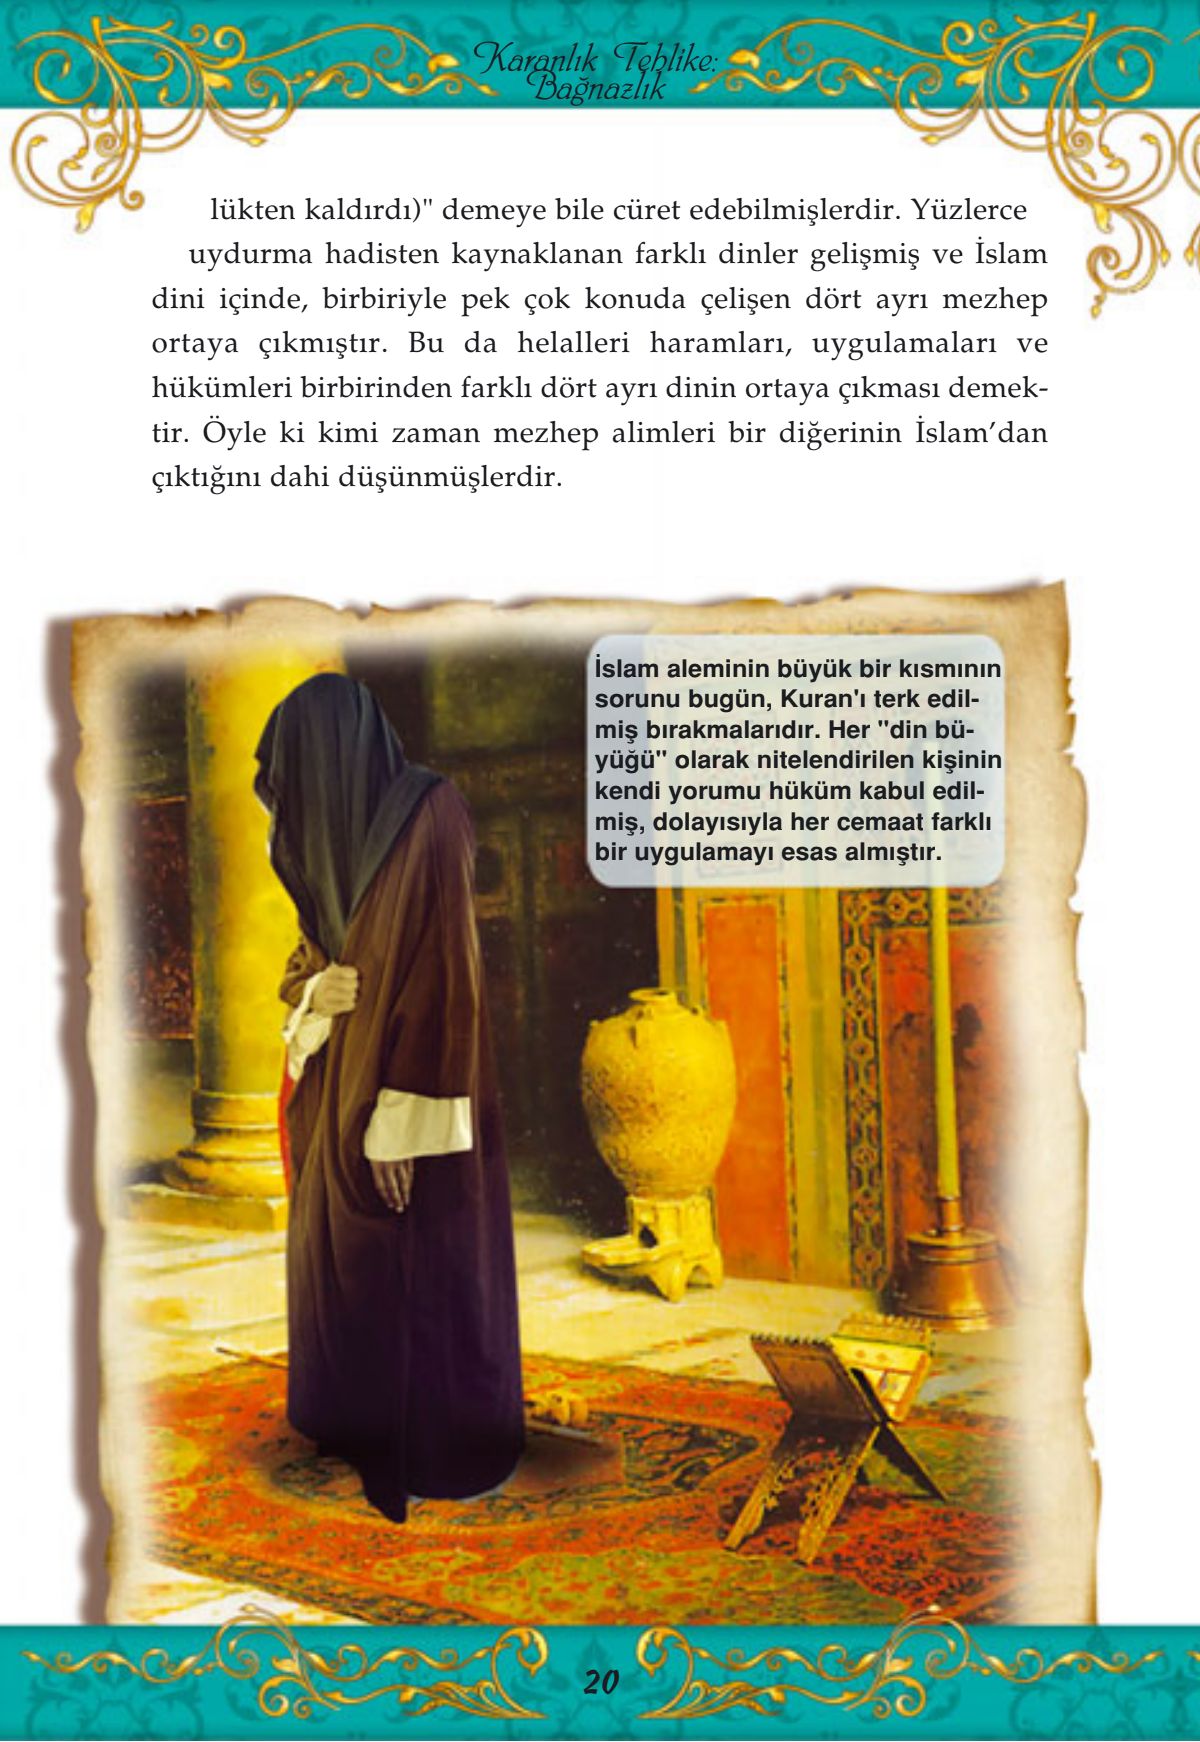 Karanlık Tehlike:
Bağnazlık
lükten kaldırdı)" demeye bile cüret edebilmişlerdir. Yüzlerce
uydurma hadisten kaynaklanan farklı dinler gelişmiş ve İslam
dini içinde, birbiriyle pek çok konuda çelişen dört ayrı mezhep
ortaya çıkmıştır. Bu da helalleri haramları, uygulamaları ve
hükümleri birbirinden farklı dört ayrı dinin ortaya çıkması demek-
tir. Öyle ki kimi zaman mezhep alimleri bir diğerinin İslam’dan
çıktığını dahi düşünmüşlerdir.
İslam aleminin büyük bir kısmının
sorunu bugün, Kuran'ı terk edil-
miş bırakmalarıdır. Her "din bü-
yüğü" olarak nitelendirilen kişinin
kendi yorumu hüküm kabul edil-
miş, dolayısıyla her cemaat farklı
bir uygulamayı esas almıştır.
20